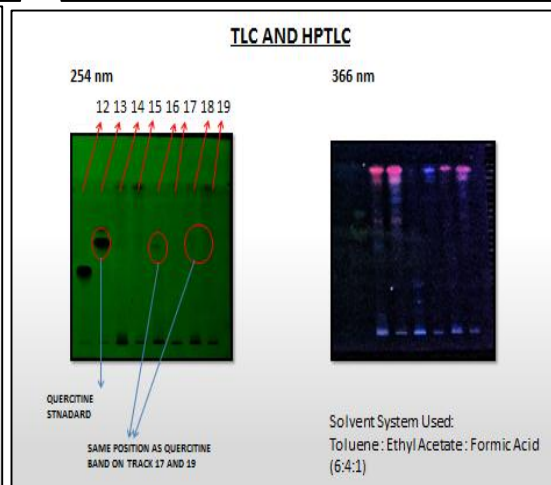 TLC AND HPTLC
254 nm
366 nm
12 13 14 15 16 17 18 19
QUERCITINE
STNADARD
SAME POSITION AS QUERCITINE
BAND ON TRACK 17 AND 19
Solvent System Used:
Toluene : Ethyl Acetate : Formic Acid
(6:4:1)